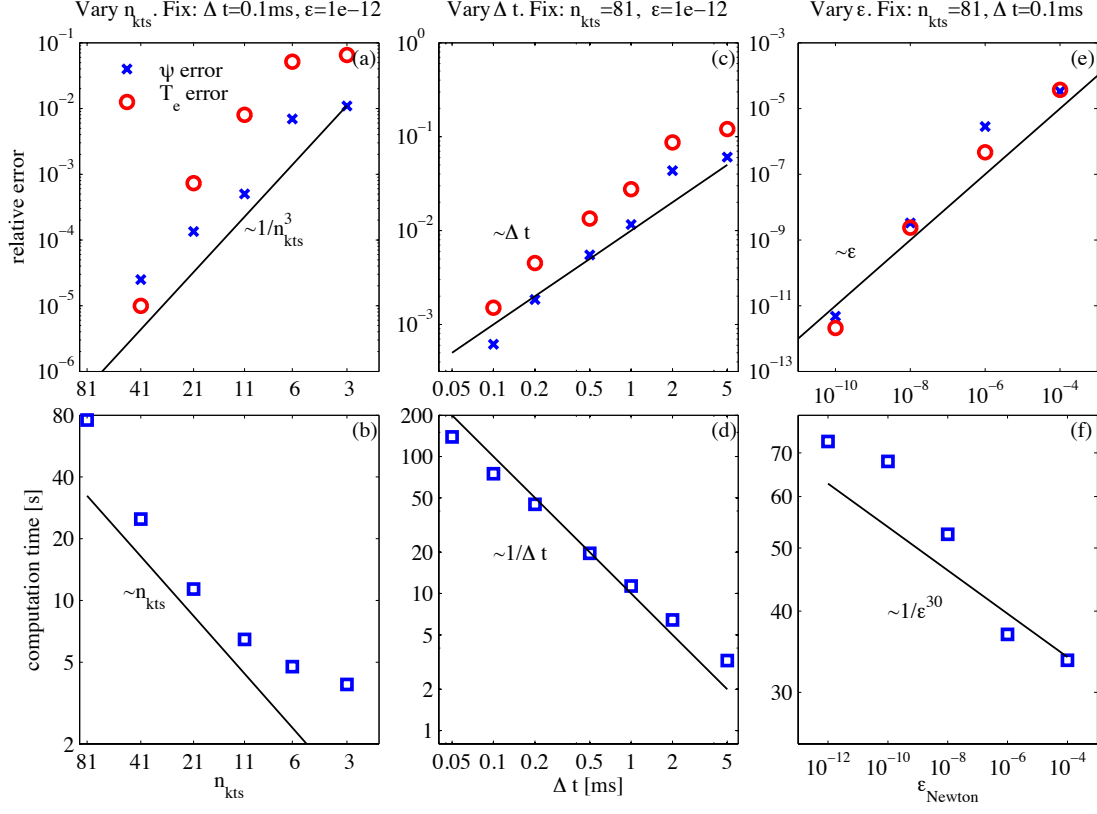 Vary n_kts. Fix: Δ t=0.1ms, ε=1e−12
(a)
ψ error
T_e error
~1/n_kts^3
relative error
10^−1
10^−2
10^−3
10^−4
10^−5
10^−6
81 41 21 11 6 3
Vary Δ t. Fix: n_kts=81, ε=1e−12
(c)
~Δ t
10^0
10^−1
10^−2
10^−3
0.05 0.1 0.2 0.5 1 2 5
Vary ε. Fix: n_kts=81, Δ t=0.1ms
(e)
~ε
10^−3
10^−5
10^−7
10^−9
10^−11
10^−13
10^−10 10^−8 10^−6 10^−4
(b)
~n_kts
computation time [s]
80
40
20
10
5
2
81 41 21 11 6 3
n_kts
(d)
~1/Δ t
200
100
50
20
10
5
2
1
0.05 0.1 0.2 0.5 1 2 5
Δ t [ms]
(f)
~1/ε^30
70
60
50
40
30
10^−12 10^−10 10^−8 10^−6 10^−4
ε_Newton